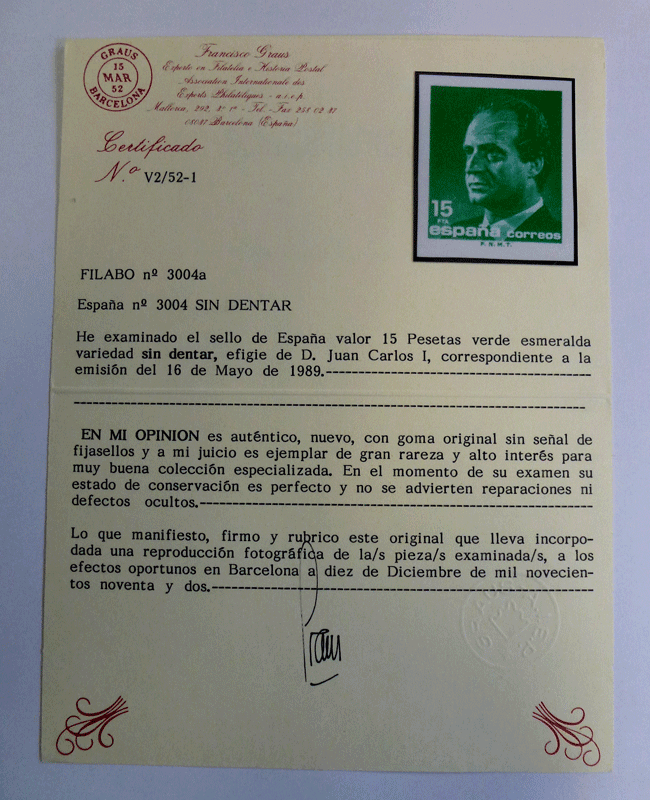 GRAUS
15
MAR
52
BARCELONA
Francisco Graus
Experto en Filatelia e Historia Postal
Association Internationale des
Experts Philatéliques - a.i.e.p.
Mallorca, 292, Nº 1º - Tel.-Fax 258 02 87
08037 Barcelona (España)
Certificado
N.º V2/52-1
15
PTA
españa correos
F.N.M.T.
FILABO nº 3004a
España nº 3004 SIN DENTAR
He examinado el sello de España valor 15 Pesetas verde esmeralda
variedad sin dentar, efigie de D. Juan Carlos I, correspondiente a la
emisión del 16 de Mayo de 1989.
EN MI OPINION es auténtico, nuevo, con goma original sin señal de
fijasellos y a mi juicio es ejemplar de gran rareza y alto interés para
muy buena colección especializada. En el momento de su examen su
estado de conservación es perfecto y no se advierten reparaciones ni
defectos ocultos.
Lo que manifiesto, firmo y rubrico este original que lleva incorpo-
dada una reproducción fotográfica de la/s pieza/s examinada/s, a los
efectos oportunos en Barcelona a diez de Diciembre de mil novecien-
tos noventa y dos.